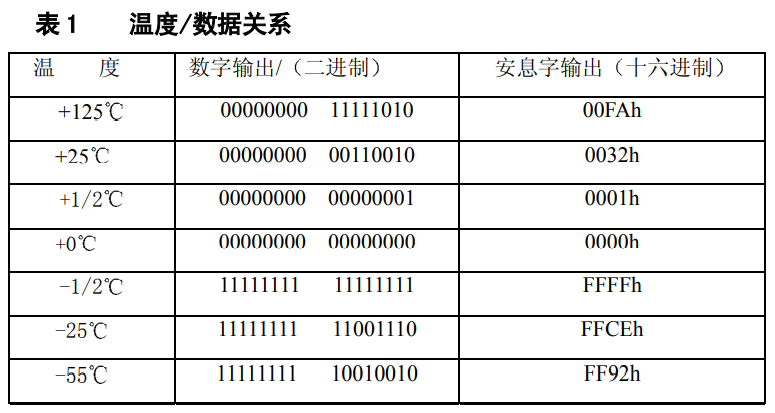 表1 温度/数据关系
温 度 数字输出/（二进制） 安息字输出（十六进制）
+125℃ 00000000 11111010 00FAh
+25℃ 00000000 00110010 0032h
+1/2℃ 00000000 00000001 0001h
+0℃ 00000000 00000000 0000h
-1/2℃ 11111111 11111111 FFFFh
-25℃ 11111111 11001110 FFCEh
-55℃ 11111111 10010010 FF92h